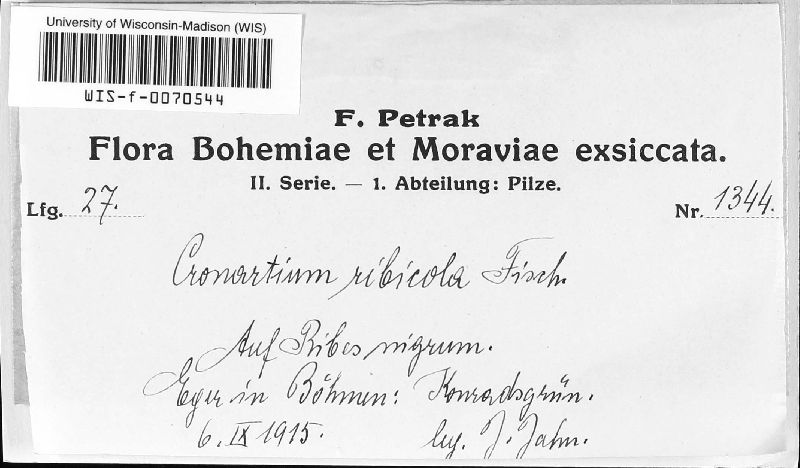 University of Wisconsin-Madison (WIS)
WIS-f-0070544
F. Petrak
Flora Bohemiae et Moraviae exsiccata.
II. Serie. — 1. Abteilung: Pilze.
Lfg. 27.
Nr. 1344.
Cronartium ribicola Fisch.
Auf Ribes nigrum.
Eger in Böhmen: Konradsgrün.
6. IX 1915. leg. J. Jahn.